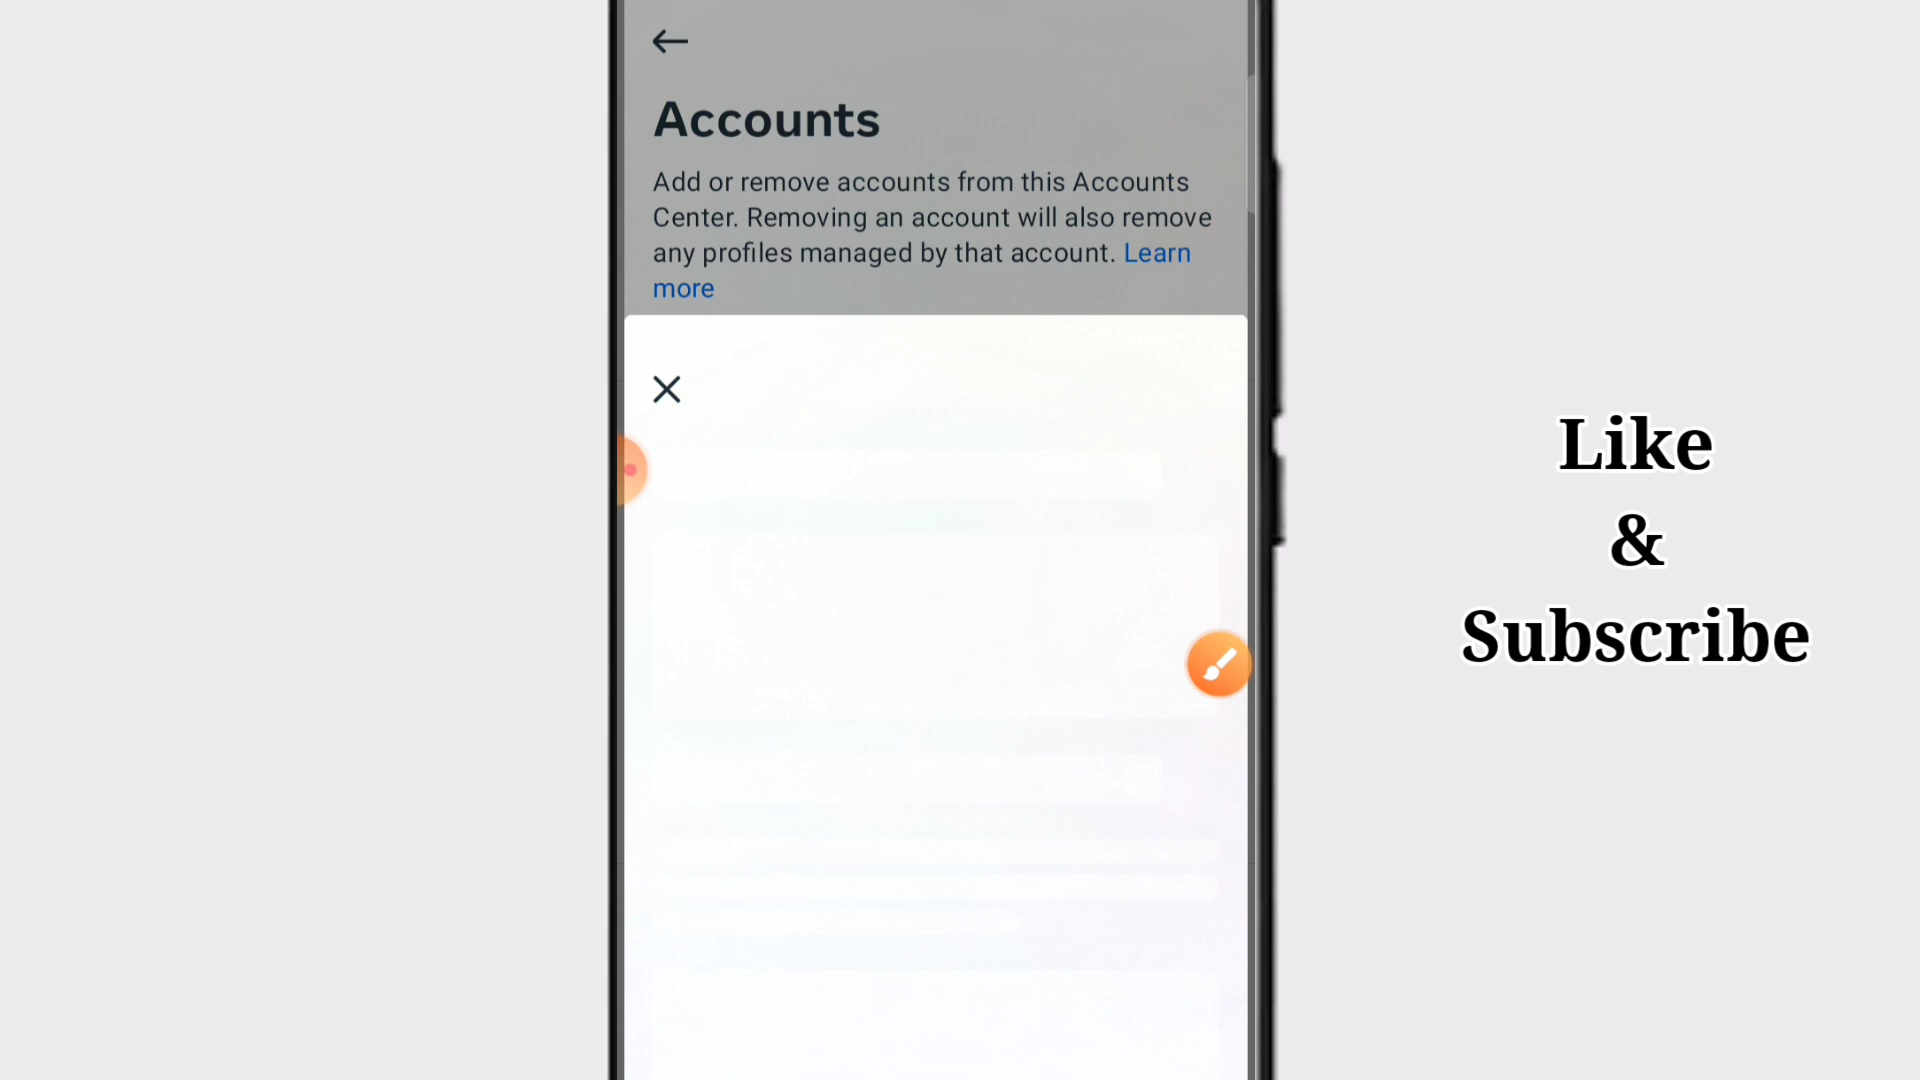 Accounts
Add or remove accounts from this Accounts
Center. Removing an account will also remove
any profiles managed by that account. Learn
more
Like
&
Subscribe